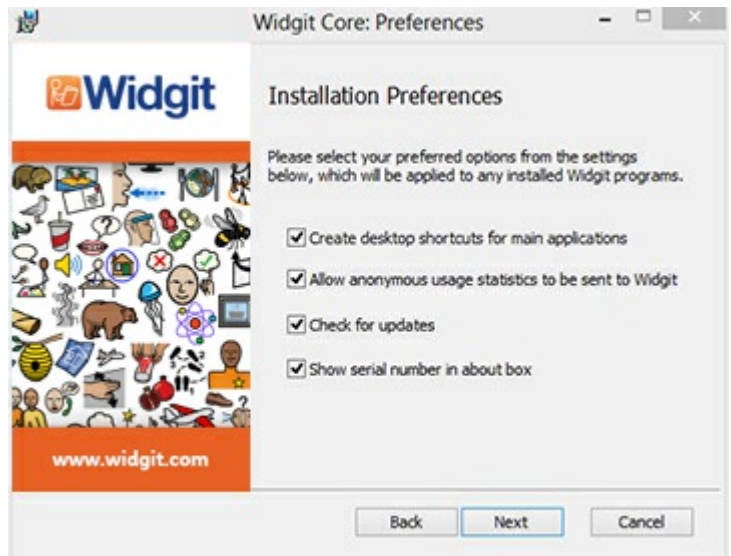 Widgit Core: Preferences
Widgit
Installation Preferences
Please select your preferred options from the settings
below, which will be applied to any installed Widgit programs.
Create desktop shortcuts for main applications
Allow anonymous usage statistics to be sent to Widgit
Check for updates
Show serial number in about box
www.widgit.com
Back
Next
Cancel